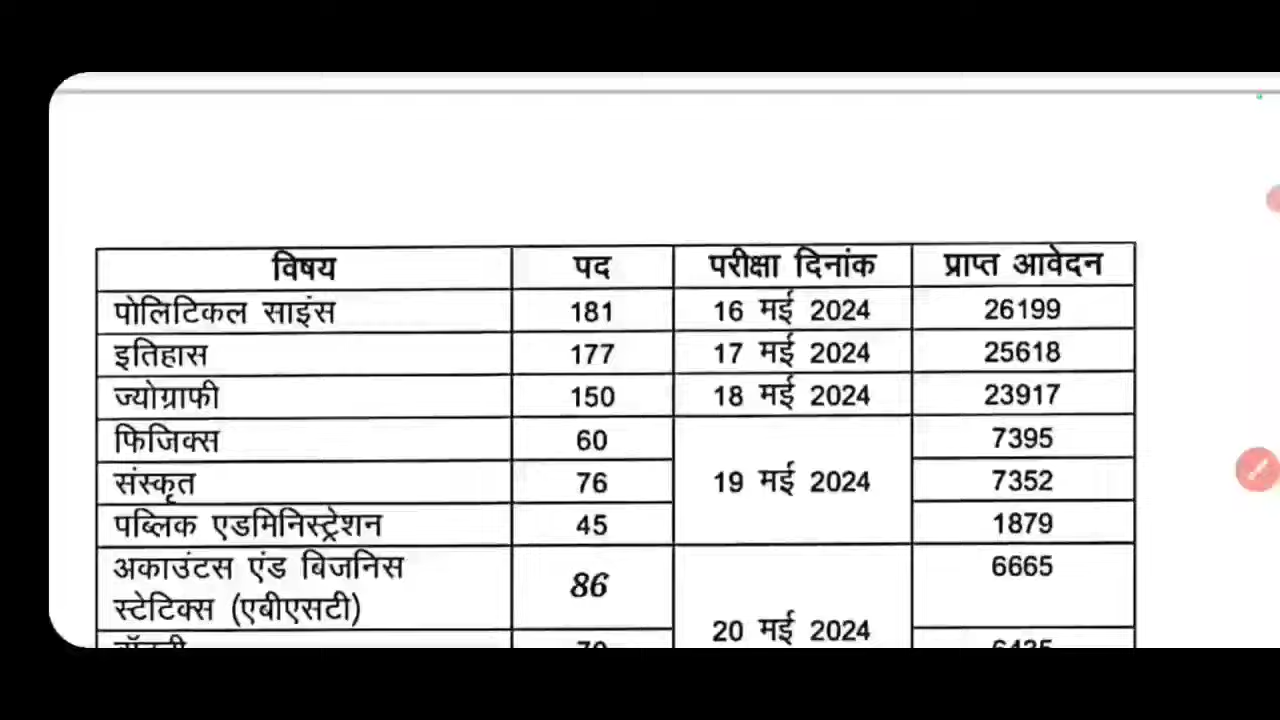 विषय पद परीक्षा दिनांक प्राप्त आवेदन
पोलिटिकल साइंस 181 16 मई 2024 26199
इतिहास 177 17 मई 2024 25618
ज्योग्राफी 150 18 मई 2024 23917
फिजिक्स 60 7395
संस्कृत 76 19 मई 2024 7352
पब्लिक एडमिनिस्ट्रेशन 45 1879
अकाउंटस एंड बिजनिस 6665
स्टेटिक्स (एबीएसटी) 86
20 मई 2024